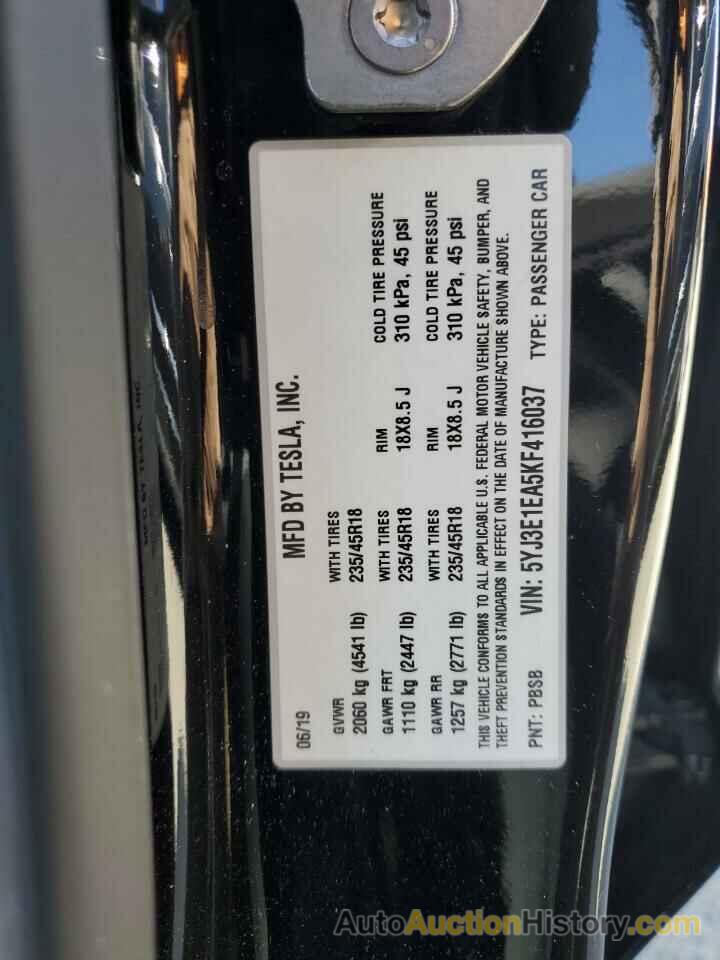 MFD BY TESLA, INC.
06/19
GVWR WITH TIRES RIM COLD TIRE PRESSURE
2060 kg (4541 lb) 235/45R18 18X8.5 J 310 kPa, 45 psi
GAWR FRT WITH TIRES RIM COLD TIRE PRESSURE
1110 kg (2447 lb) 235/45R18 18X8.5 J 310 kPa, 45 psi
GAWR RR WITH TIRES
1257 kg (2771 lb) 235/45R18
THIS VEHICLE CONFORMS TO ALL APPLICABLE U.S. FEDERAL MOTOR VEHICLE SAFETY, BUMPER, AND
THEFT PREVENTION STANDARDS IN EFFECT ON THE DATE OF MANUFACTURE SHOWN ABOVE.
PNT: PBSB VIN: 5YJ3E1EA5KF416037 TYPE: PASSENGER CAR
MFD BY TESLA, INC.
AutoAuctionHistory.com